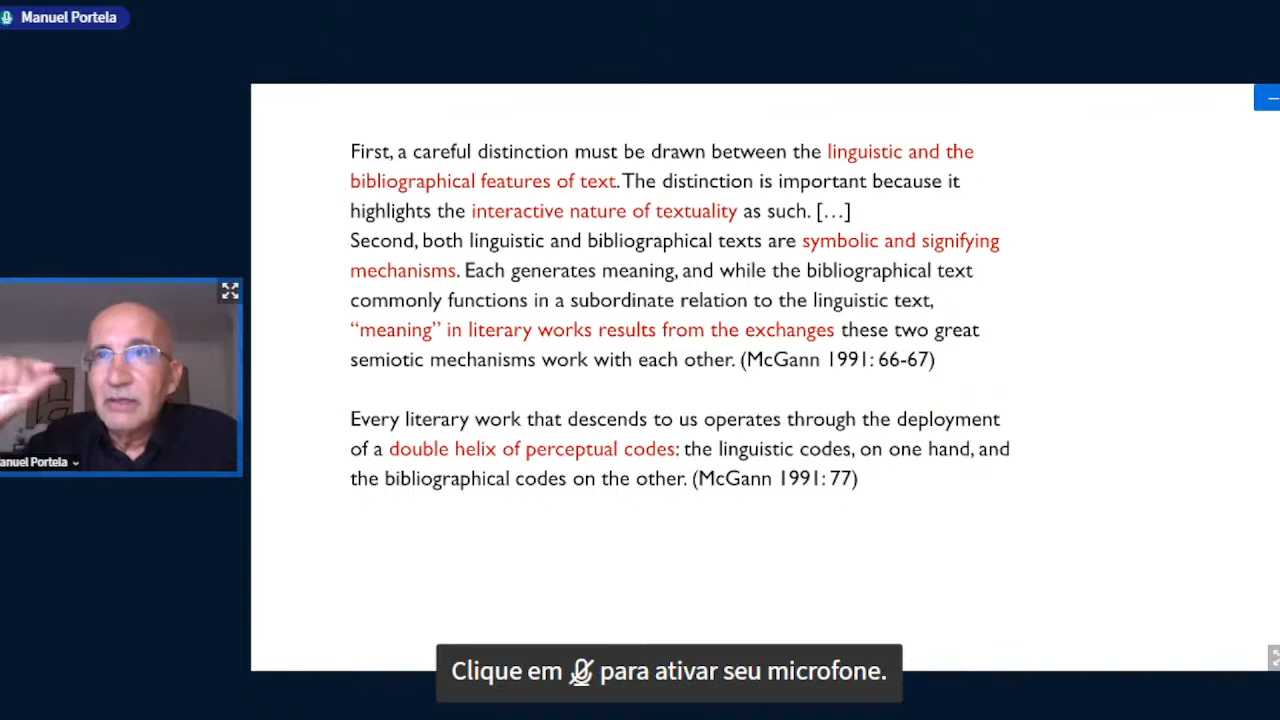 Manuel Portela
First, a careful distinction must be drawn between the linguistic and the
bibliographical features of text. The distinction is important because it
highlights the interactive nature of textuality as such. […]
Second, both linguistic and bibliographical texts are symbolic and signifying
mechanisms. Each generates meaning, and while the bibliographical text
commonly functions in a subordinate relation to the linguistic text,
“meaning” in literary works results from the exchanges these two great
semiotic mechanisms work with each other. (McGann 1991: 66-67)
Every literary work that descends to us operates through the deployment
of a double helix of perceptual codes: the linguistic codes, on one hand, and
the bibliographical codes on the other. (McGann 1991: 77)
anuel Portela
Clique em para ativar seu microfone.